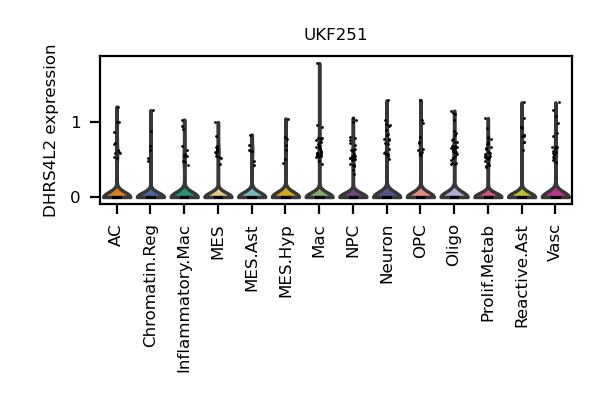 UKF251
DHRS4L2 expression
1
0
AC
Chromatin.Reg
Inflammatory.Mac
MES
MES.Ast
MES.Hyp
Mac
NPC
Neuron
OPC
Oligo
Prolif.Metab
Reactive.Ast
Vasc